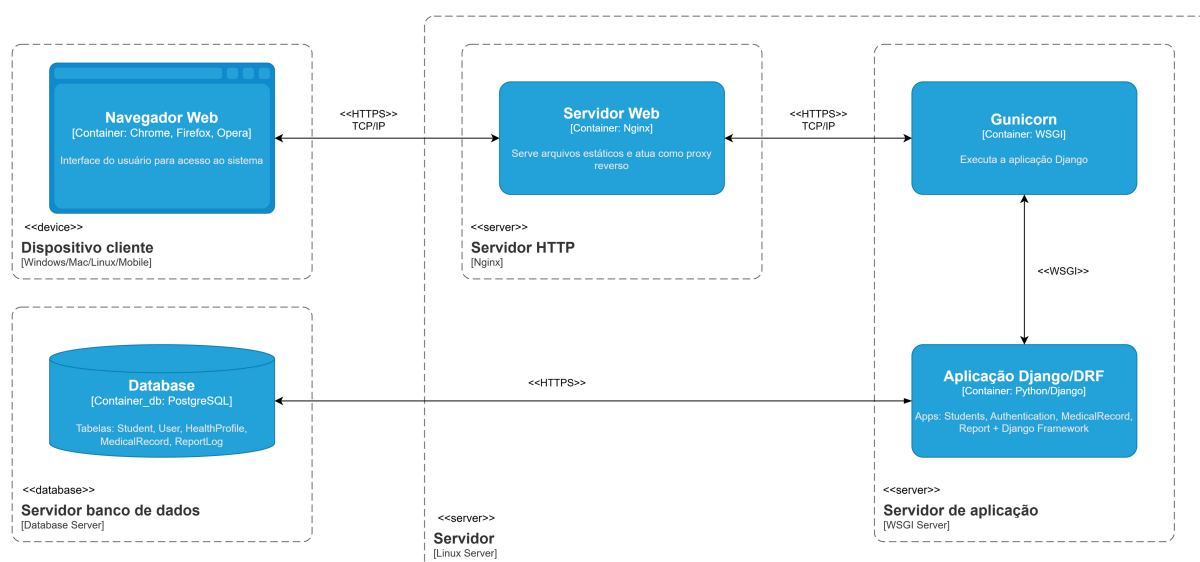 Navegador Web
[Container: Chrome, Firefox, Opera]
Interface do usuário para acesso ao sistema
<<device>>
Dispositivo cliente
[Windows/Mac/Linux/Mobile]
<<HTTPS>>
TCP/IP
Servidor Web
[Container: Nginx]
Serve arquivos estáticos e atua como proxy
reverso
<<server>>
Servidor HTTP
[Nginx]
<<HTTPS>>
TCP/IP
Gunicorn
[Container: WSGI]
Executa a aplicação Django
<<WSGI>>
Database
[Container_db: PostgreSQL]
Tabelas: Student, User, HealthProfile,
MedicalRecord, ReportLog
<<database>>
Servidor banco de dados
[Database Server]
<<HTTPS>>
Aplicação Django/DRF
[Container: Python/Django]
Apps: Students, Authentication, MedicalRecord,
Report + Django Framework
<<server>>
Servidor de aplicação
[WSGI Server]
<<server>>
Servidor
[Linux Server]